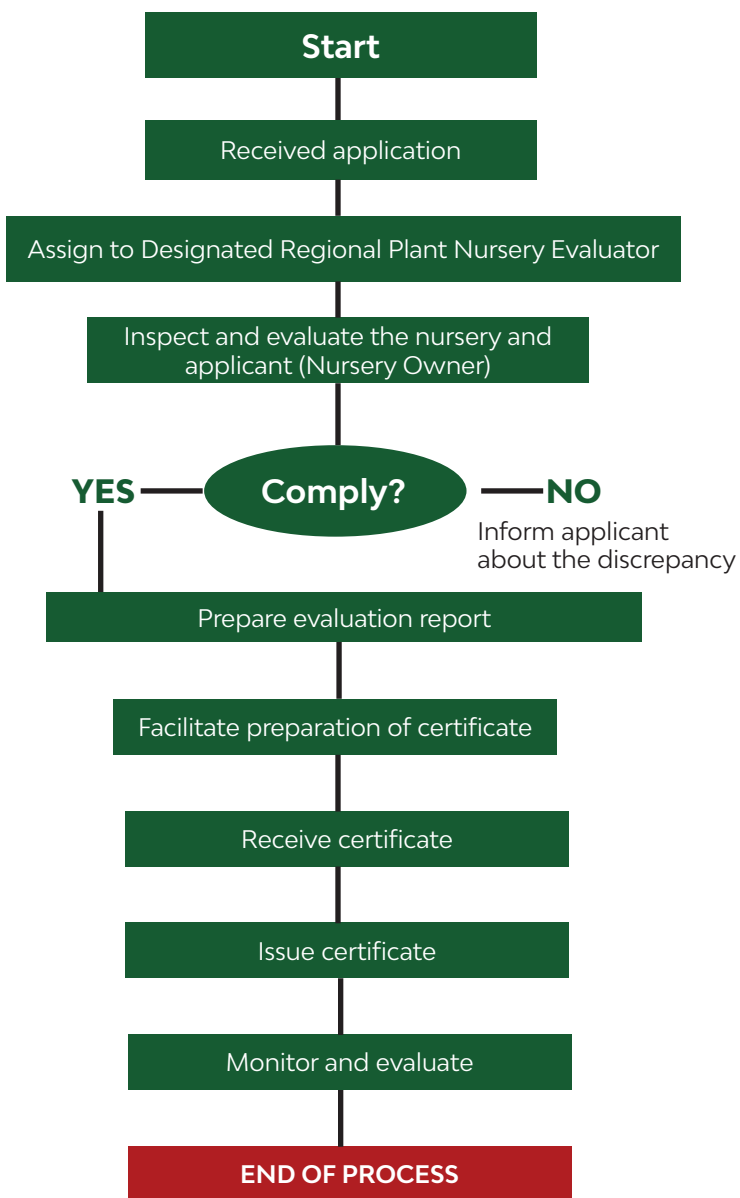 Start
Received application
Assign to Designated Regional Plant Nursery Evaluator
Inspect and evaluate the nursery and
applicant (Nursery Owner)
YES
Comply?
NO
Inform applicant
about the discrepancy
Prepare evaluation report
Facilitate preparation of certificate
Receive certificate
Issue certificate
Monitor and evaluate
END OF PROCESS